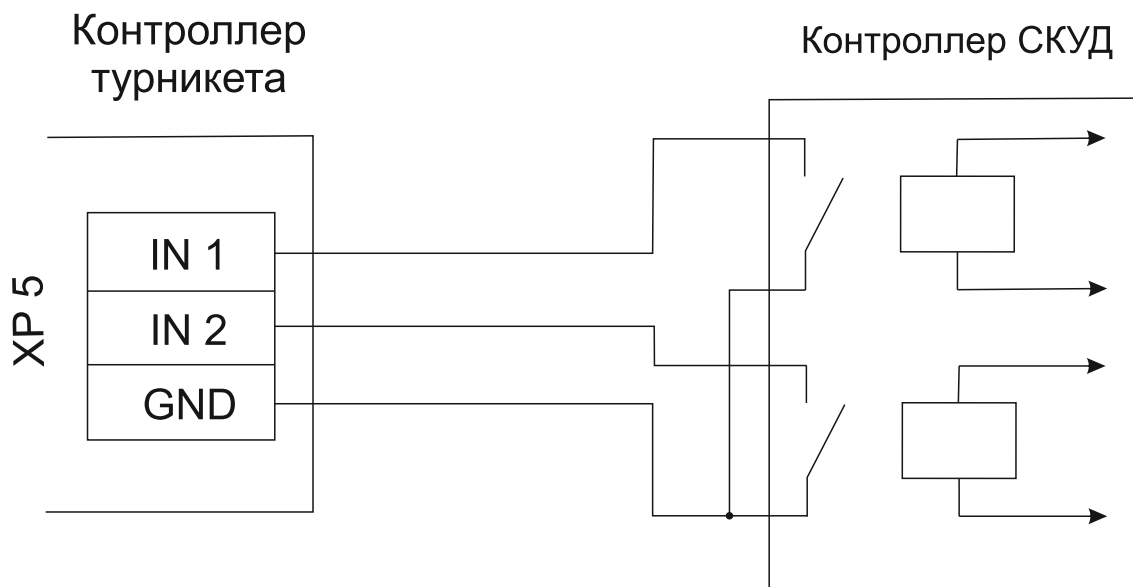 Контроллер
турникета
Контроллер СКУД
XP 5
IN 1
IN 2
GND